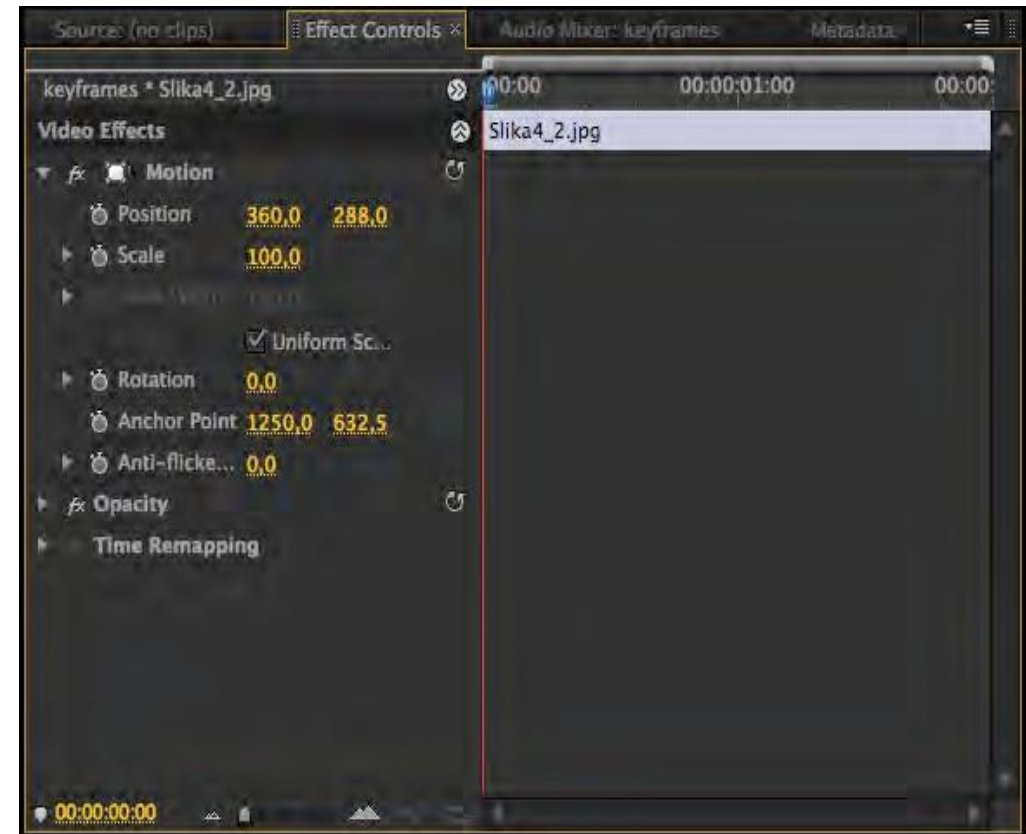 Source: (no clips) Effect Controls × Audio Mixer: keyframes Metadata
keyframes * Slika4_2.jpg 00:00 00:00:01:00 00:00:
Video Effects Slika4_2.jpg
fx Motion
Position 360,0 288,0
Scale 100,0
Uniform Sc...
Rotation 0,0
Anchor Point 1250,0 632,5
Anti-flicke... 0,0
fx Opacity
Time Remapping
00:00:00:00